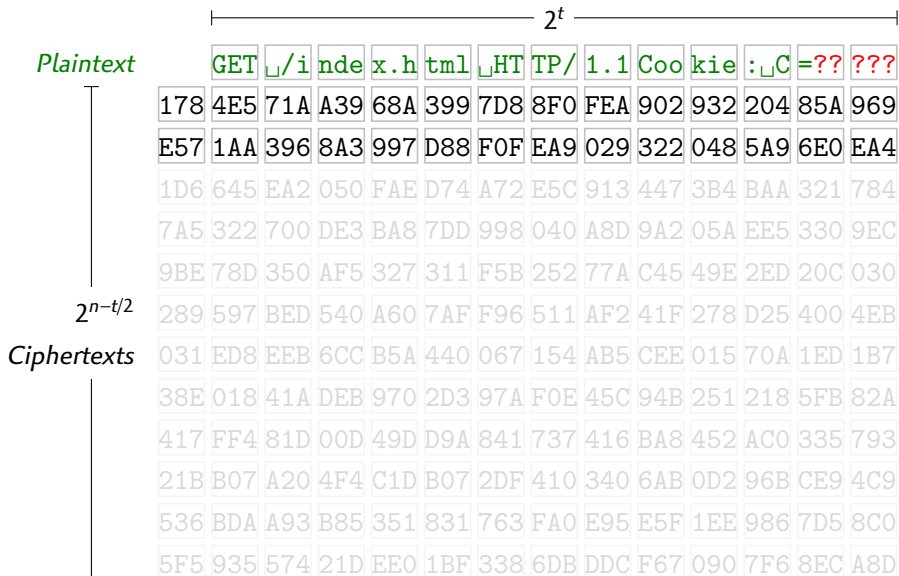 2^t
Plaintext GET ␣/i nde x.h tml ␣HT TP/ 1.1 Coo kie :␣C =?? ???
178 4E5 71A A39 68A 399 7D8 8F0 FEA 902 932 204 85A 969
E57 1AA 396 8A3 997 D88 F0F EA9 029 322 048 5A9 6E0 EA4
1D6 645 EA2 050 FAE D74 A72 E5C 913 447 3B4 BAA 321 784
7A5 322 700 DE3 BA8 7DD 998 040 A8D 9A2 05A EE5 330 9EC
9BE 78D 350 AF5 327 311 F5B 252 77A C45 49E 2ED 20C 030
2^{n−t/2} 289 597 BED 540 A60 7AF F96 511 AF2 41F 278 D25 400 4EB
Ciphertexts 031 ED8 EEB 6CC B5A 440 067 154 AB5 CEE 015 70A 1ED 1B7
38E 018 41A DEB 970 2D3 97A F0E 45C 94B 251 218 5FB 82A
417 FF4 81D 00D 49D D9A 841 737 416 BA8 452 AC0 335 793
21B B07 A20 4F4 C1D B07 2DF 410 340 6AB 0D2 96B CE9 4C9
536 BDA A93 B85 351 831 763 FA0 E95 E5F 1EE 986 7D5 8C0
5F5 935 574 21D EE0 1BF 338 6DB DDC F67 090 7F6 8EC A8D